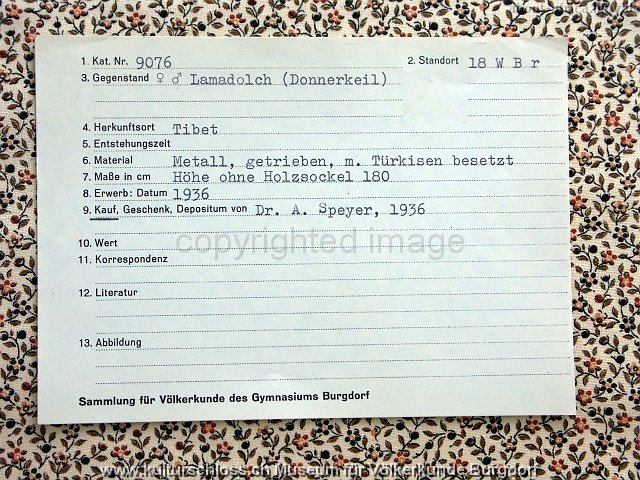 1. Kat. Nr. 9076 2. Standort 18 W B r
3. Gegenstand ♀ ♂ Lamadolch (Donnerkeil)
4. Herkunftsort Tibet
5. Entstehungszeit
6. Material Metall, getrieben, m. Türkisen besetzt
7. Maße in cm Höhe ohne Holzsockel 180
8. Erwerb: Datum 1936
9. Kauf, Geschenk, Depositum von Dr. A. Speyer, 1936
copyrighted image
10. Wert
11. Korrespondenz
12. Literatur
13. Abbildung
Sammlung für Völkerkunde des Gymnasiums Burgdorf
www.kulturschloss.ch Museum für Völkerkunde Burgdorf